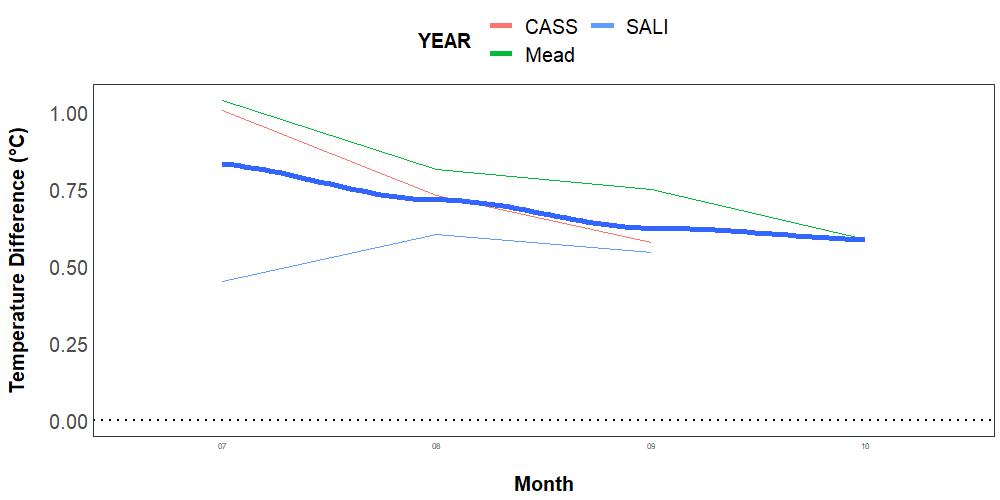 YEAR
CASS SALI
Mead
1.00
0.75
0.50
0.25
0.00
Temperature Difference (°C)
07 08 09 10
Month